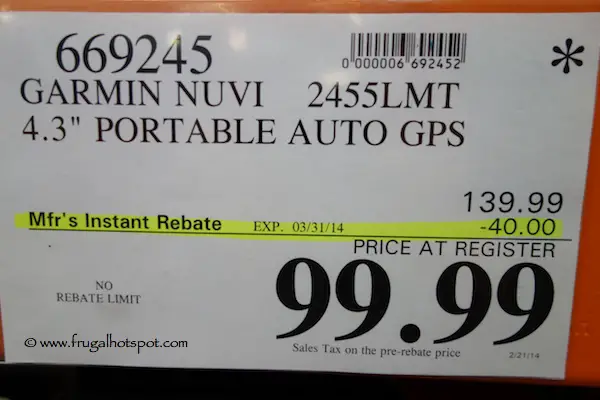 669245
0 000006 692452
*
GARMIN NUVI 2455LMT
4.3" PORTABLE AUTO GPS
139.99
Mfr's Instant Rebate EXP. 03/31/14 -40.00
PRICE AT REGISTER
99.99
NO
REBATE LIMIT
Sales Tax on the pre-rebate price
2/21/14
© www.frugalhotspot.com